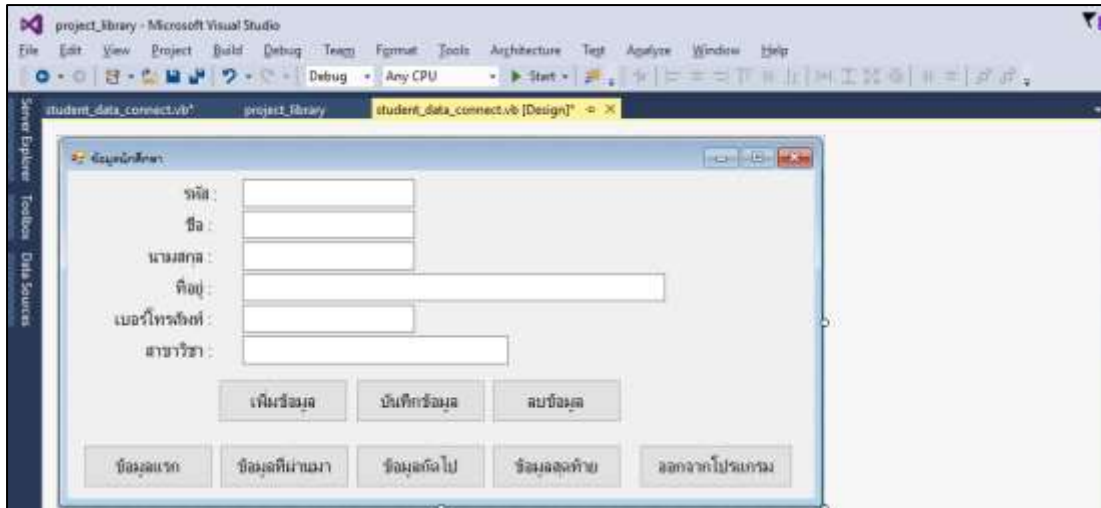 project_library - Microsoft Visual Studio
File Edit View Project Build Debug Team Format Tools Architecture Test Analyze Window Help
Debug Any CPU Start
student_data_connect.vb* project_library student_data_connect.vb [Design]*
Server Explorer
Toolbox
Data Sources
ข้อมูลนักศึกษา
รหัส :
ชื่อ :
นามสกุล :
ที่อยู่ :
เบอร์โทรศัพท์ :
สาขาวิชา :
เพิ่มข้อมูล บันทึกข้อมูล ลบข้อมูล
ข้อมูลแรก ข้อมูลที่ผ่านมา ข้อมูลถัดไป ข้อมูลสุดท้าย ออกจากโปรแกรม